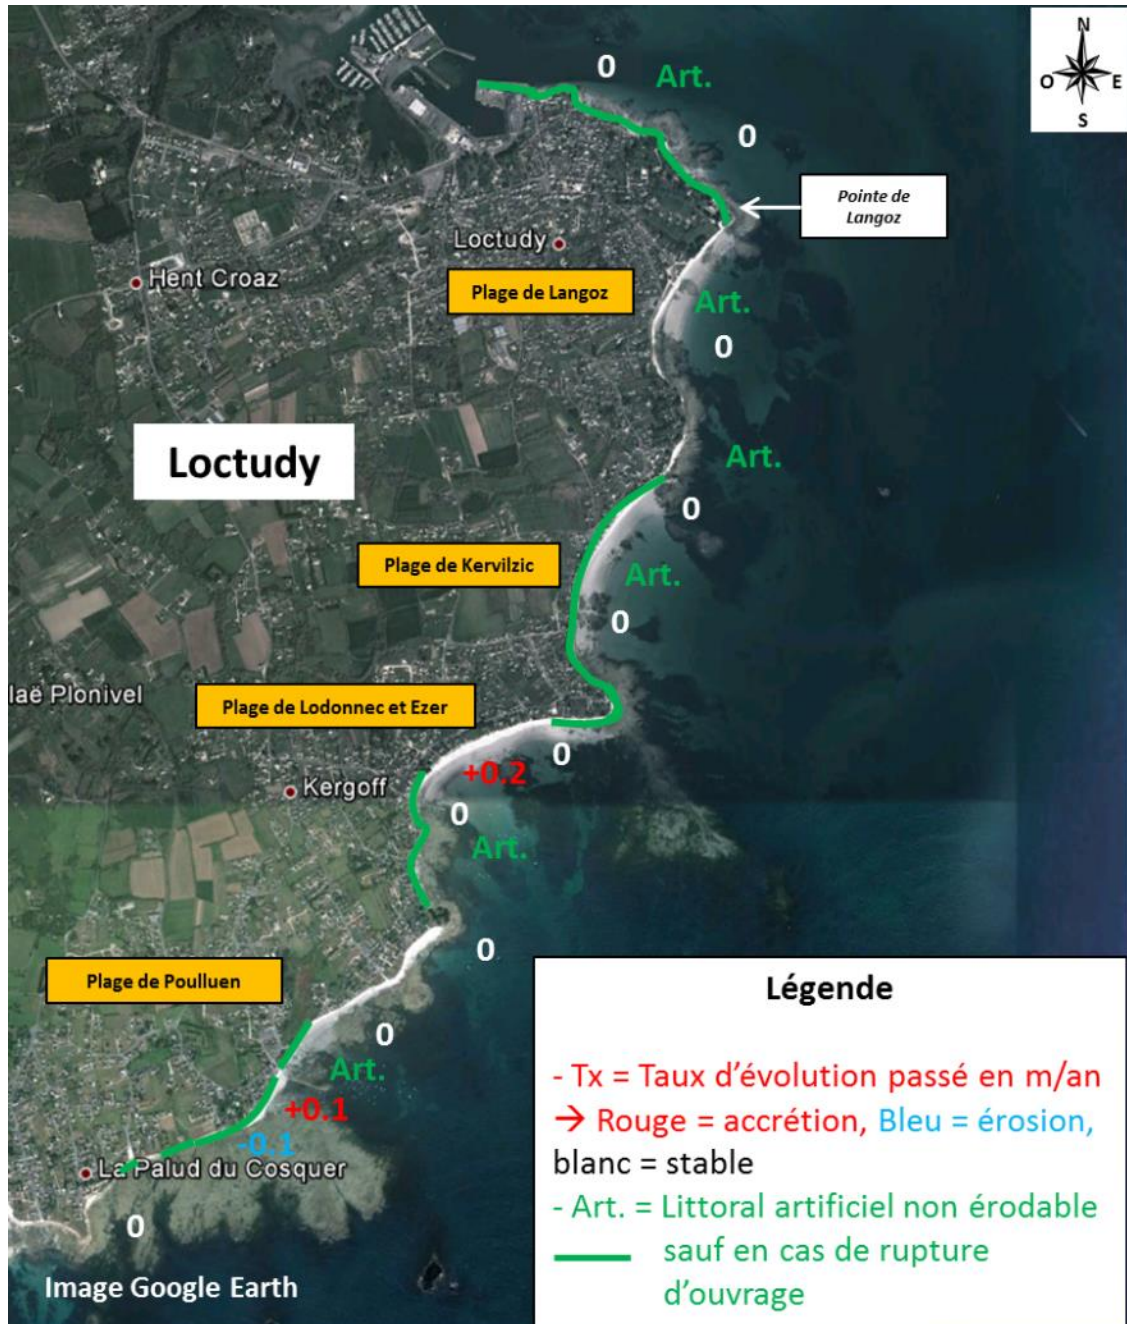 N
O E
S
0
Art.
0
Pointe de
Langoz
Loctudy
Hent Croaz
Plage de Langoz
Art.
0
Loctudy
Art.
0
Plage de Kervilzic
Art.
0
laë Plonivel
Plage de Lodonnec et Ezer
0
+0.2
Kergoff
0
Art.
0
Plage de Poulluen
0
Art.
+0.1
-0.1
La Palud du Cosquer
0
Image Google Earth
Légende
- Tx = Taux d'évolution passé en m/an
→ Rouge = accrétion, Bleu = érosion,
blanc = stable
- Art. = Littoral artificiel non érodable
sauf en cas de rupture
d'ouvrage